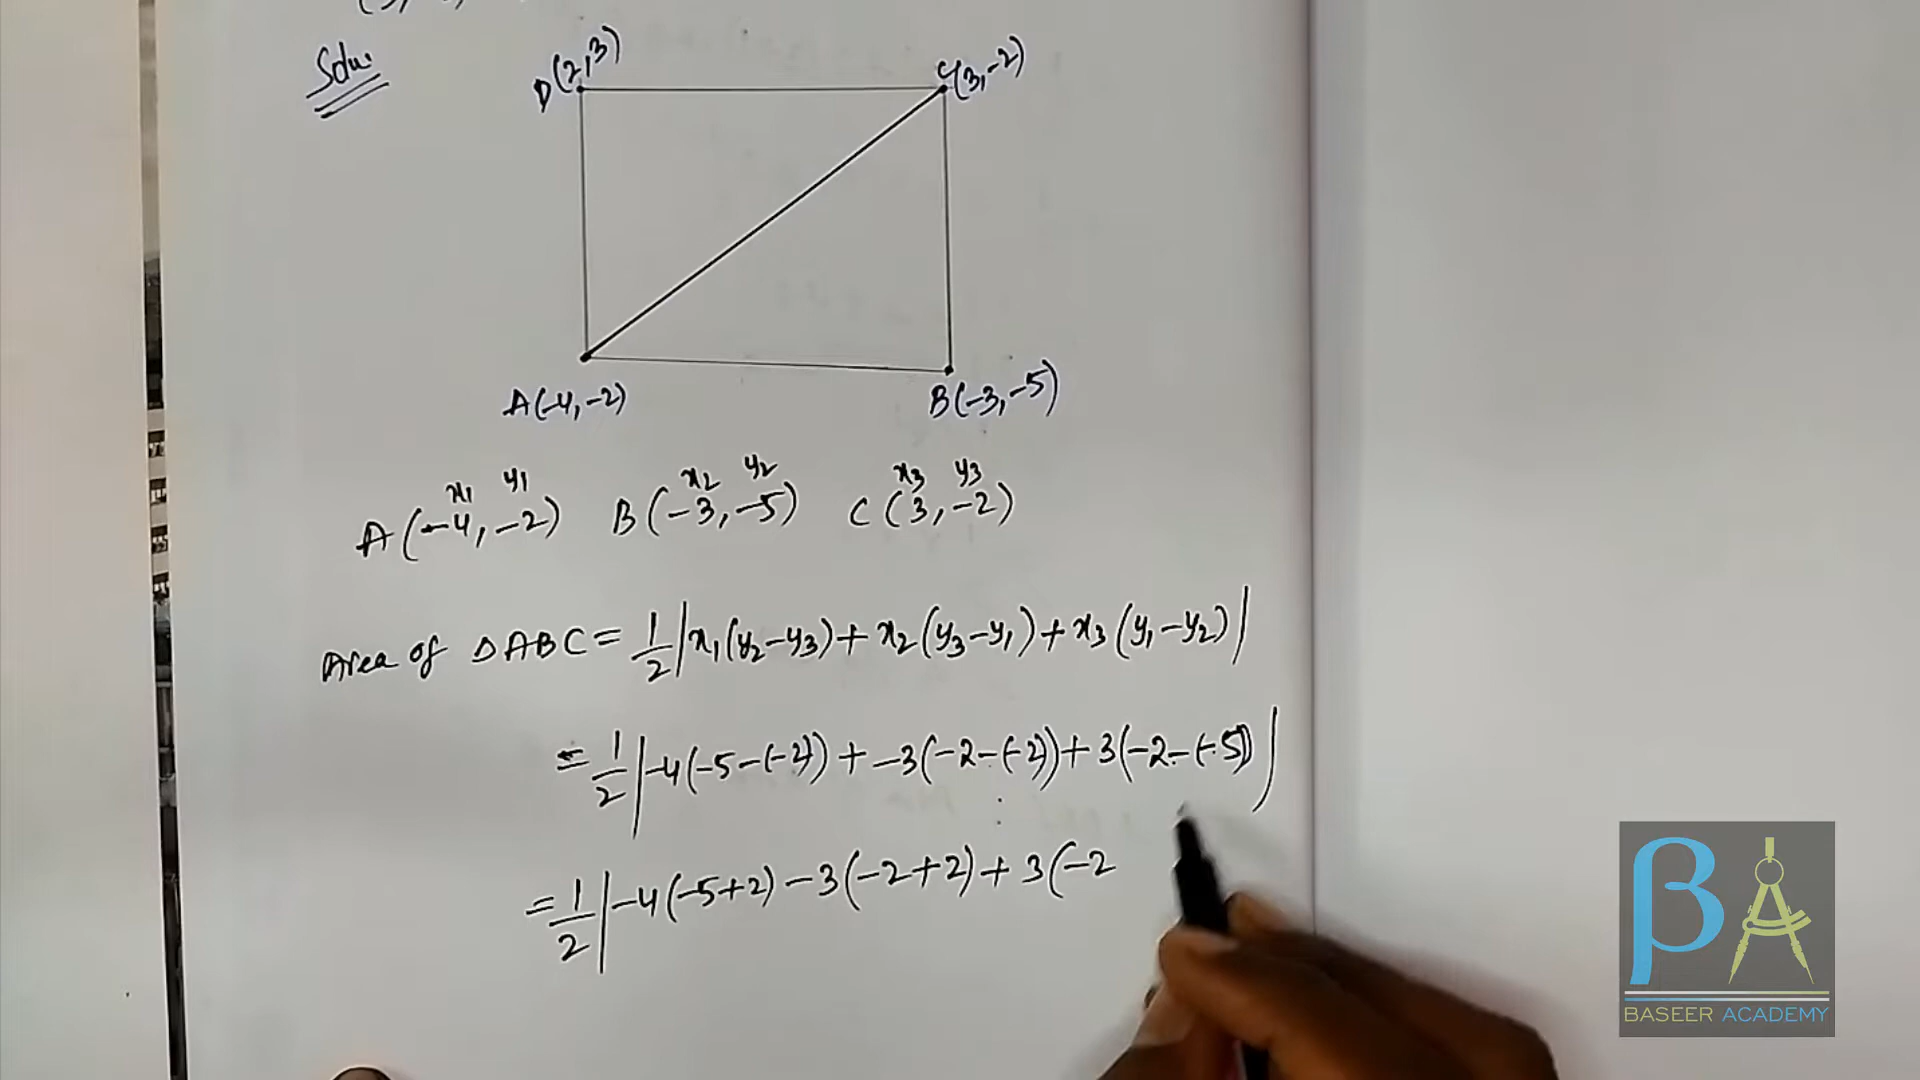 Solu.
D(2,3)
C(3,-2)
A(-4,-2)
B(-3,-5)
x₁ y₁ x₂ y₂ x₃ y₃
A(-4,-2) B(-3,-5) C(3,-2)
Area of ΔABC = 1/2 |x₁(y₂-y₃)+x₂(y₃-y₁)+x₃(y₁-y₂)|
= 1/2 |-4(-5-(-2))+-3(-2-(-2))+3(-2-(-5))|
= 1/2 |-4(-5+2)-3(-2+2)+3(-2
BASEER ACADEMY